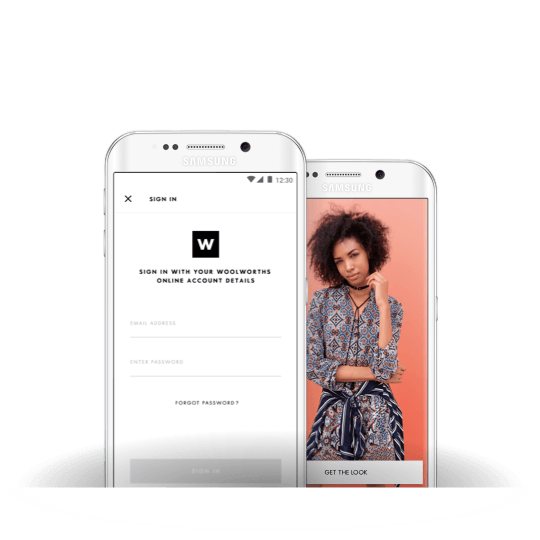 SAMSUNG
12:30
SIGN IN
W
SIGN IN WITH YOUR WOOLWORTHS
ONLINE ACCOUNT DETAILS
EMAIL ADDRESS
ENTER PASSWORD
FORGOT PASSWORD?
SIGN IN
SAMSUNG
GET THE LOOK